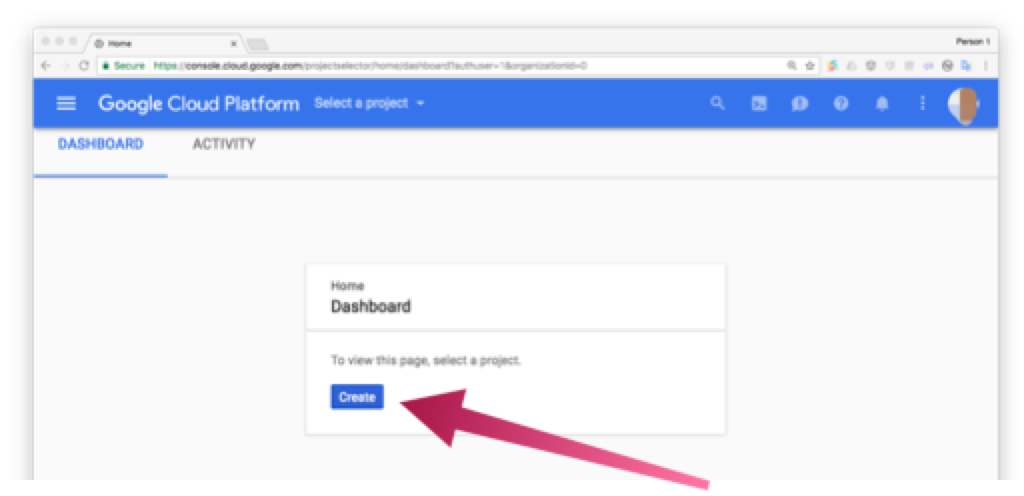 Home
Person 1
Secure https://console.cloud.google.com/projectselector/home/dashboard?authuser=1&organizationId=0
Google Cloud Platform Select a project
DASHBOARD ACTIVITY
Home
Dashboard
To view this page, select a project.
Create